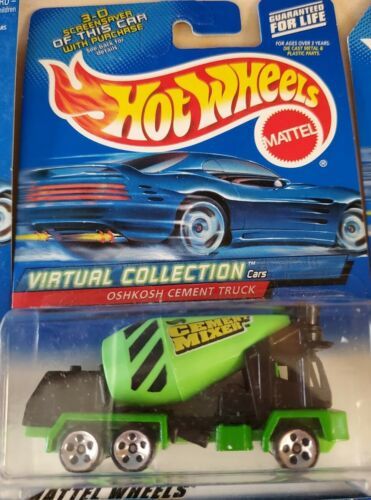 3-D
SCREENSAVER
OF THIS CAR
WITH PURCHASE
See back for
details
GUARANTEED
FOR LIFE
FOR AGES OVER 3 YEARS
DIE CAST METAL &
PLASTIC PARTS.
HOT WHEELS
MATTEL
®
VIRTUAL COLLECTION™ Cars
OSHKOSH CEMENT TRUCK
CEMENT
MIXER
MATTEL WHEELS